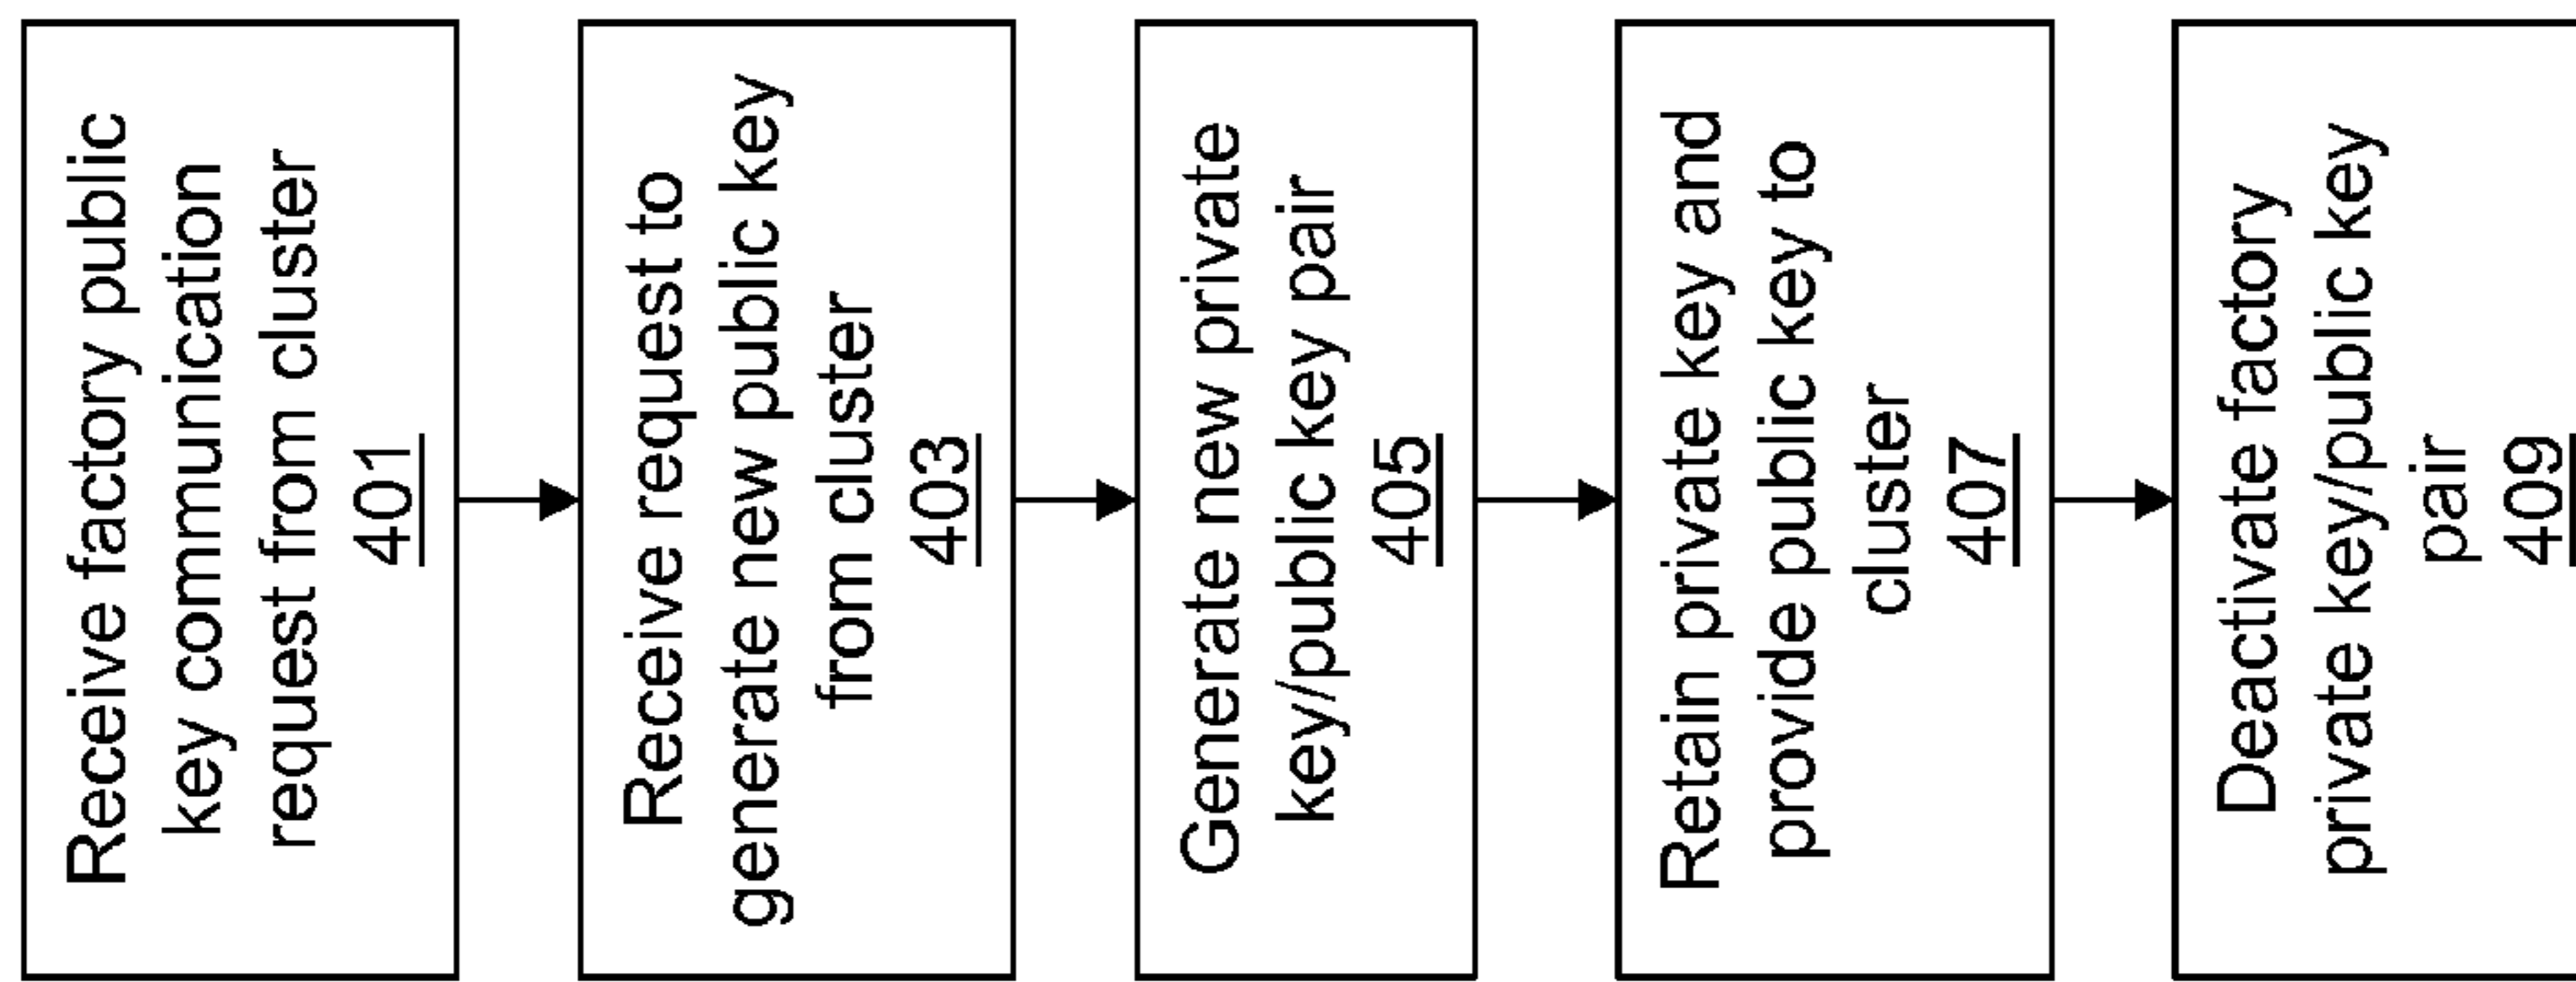 Receive factory public
key communication
request from cluster
401
Receive request to
generate new public key
from cluster
403
Generate new private
key/public key pair
405
Retain private key and
provide public key to
cluster
407
Deactivate factory
private key/public key
pair
409